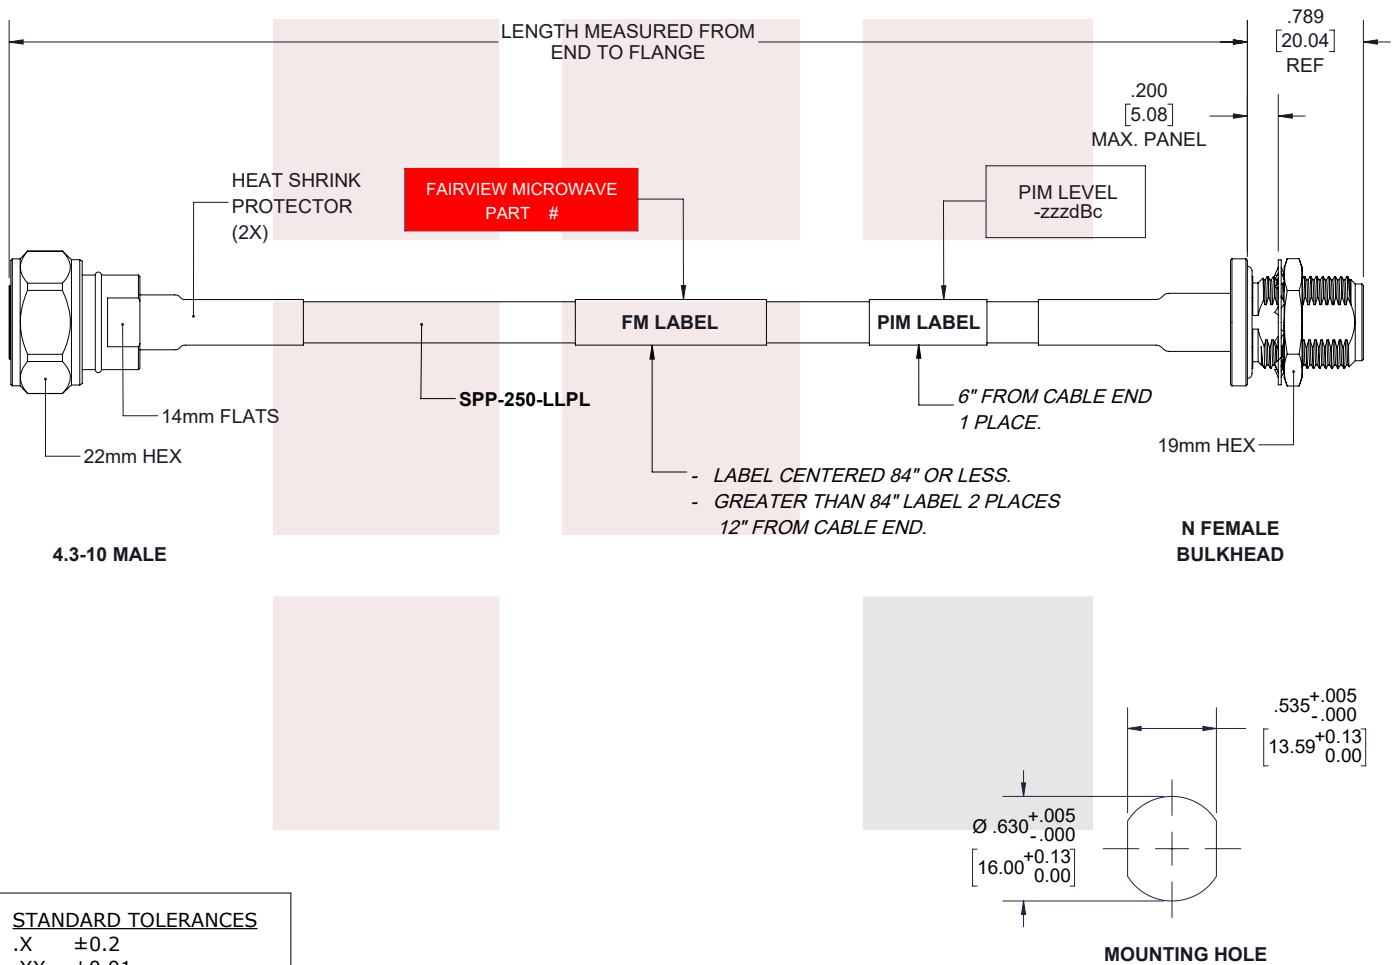 LENGTH MEASURED FROM
END TO FLANGE
.789
[20.04]
REF
.200
[5.08]
MAX. PANEL
HEAT SHRINK
PROTECTOR
(2X)
FAIRVIEW MICROWAVE
PART #
PIM LEVEL
-zzzdBc
FM LABEL
PIM LABEL
14mm FLATS
22mm HEX
SPP-250-LLPL
6" FROM CABLE END
1 PLACE.
19mm HEX
- LABEL CENTERED 84" OR LESS.
- GREATER THAN 84" LABEL 2 PLACES
12" FROM CABLE END.
4.3-10 MALE
N FEMALE
BULKHEAD
.535 +.005
-.000
[13.59 +0.13
0.00]
Ø .630 +.005
-.000
[16.00 +0.13
0.00]
MOUNTING HOLE
STANDARD TOLERANCES
.X ±0.2